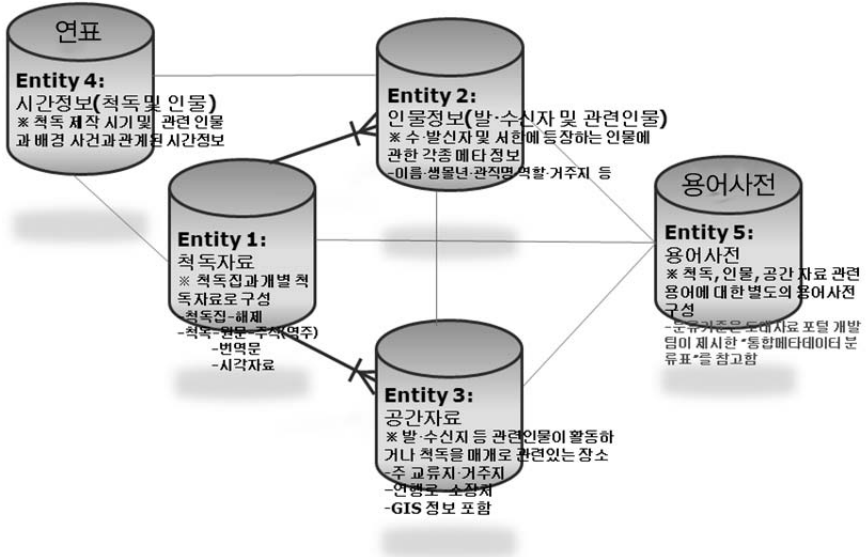 연표
Entity 4:
시간정보(척독및 인물)
※ 척독 제작 시기 및 관련 인물
과 배경 사건과관계된 시간정보
Entity 2:
인물정보(발·수신자 및 관련인물)
※ 수·발신자 및 서한에 등장하는 인물에
관한 각종 메타 정보
-이름·생몰년·관직명·역할·거주지 등
Entity 1:
척독자료
※ 척독집과개별 척
독자료로구성
-척독집-해제
-척독-원문-주석(역주)
-번역문
-시각자료
용어사전
Entity 5:
용어사전
※ 척독,인물,공간 자료 관련
용어에 대한 별도의 용어사전
구성
-분류기준은 토대자료 포털 개발
팀이 제시한 "통합메타데이터 분
류표"를 참고함
Entity 3:
공간자료
※ 발·수신지 등 관련인물이 활동하
거나 척독을 매개로 관련있는 장소
-주 교류지·거주지
-연행로-소장처
-GIS 정보 포함